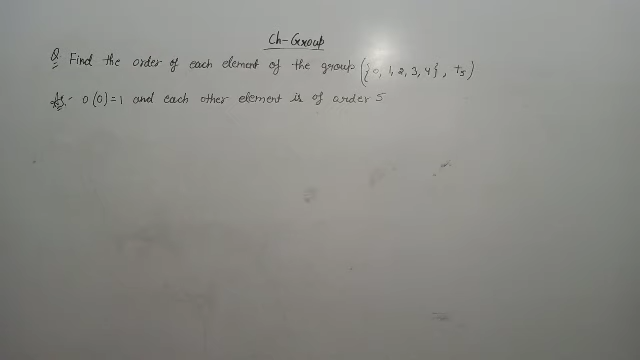 Ch-Group
Q. Find the order of each element of the group ({0, 1, 2, 3, 4}, +5)
Ans:- o(0)=1 and each other element is of order 5